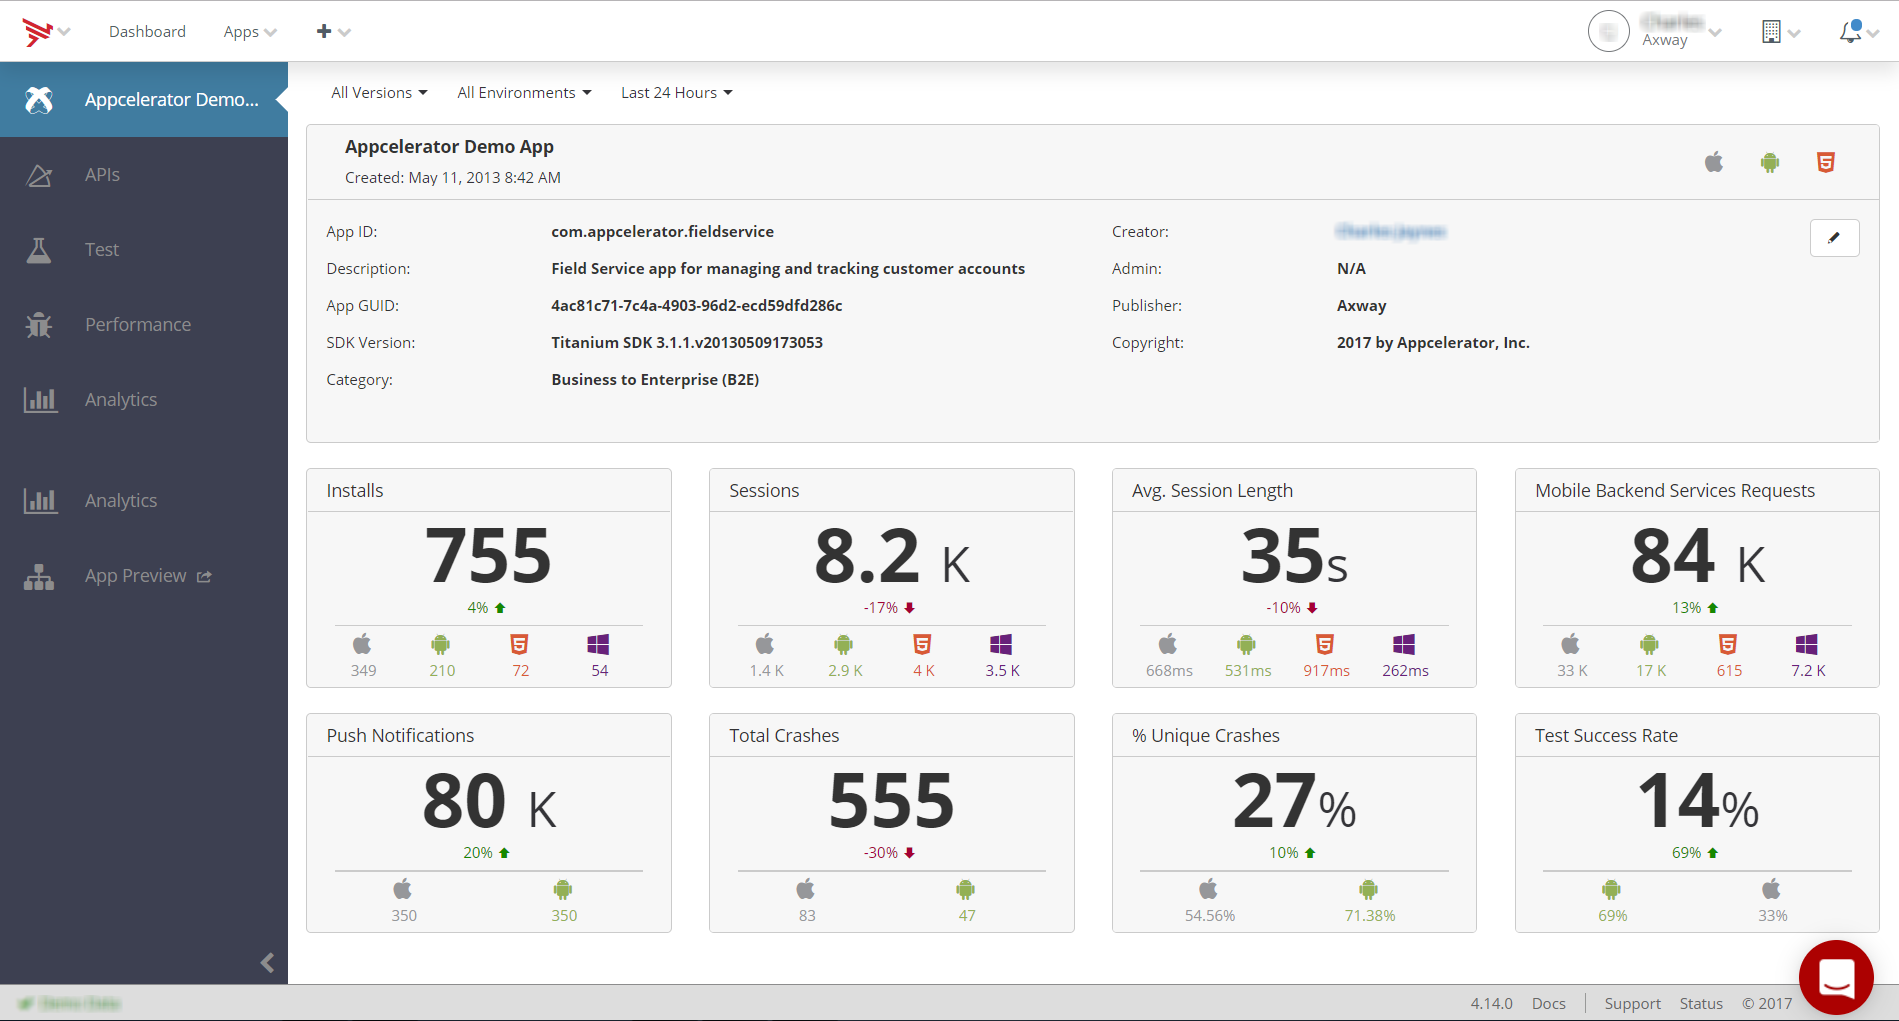 Dashboard Apps
Axway
Appcelerator Demo...
APIs
Test
Performance
Analytics
Analytics
App Preview
All Versions All Environments Last 24 Hours
Appcelerator Demo App
Created: May 11, 2013 8:42 AM
App ID: com.appcelerator.fieldservice
Description: Field Service app for managing and tracking customer accounts
App GUID: 4ac81c71-7c4a-4903-96d2-ecd59dfd286c
SDK Version: Titanium SDK 3.1.1.v20130509173053
Category: Business to Enterprise (B2E)
Creator:
Admin: N/A
Publisher: Axway
Copyright: 2017 by Appcelerator, Inc.
Installs
755
4%
349 210 72 54
Sessions
8.2 K
-17%
1.4 K 2.9 K 4 K 3.5 K
Avg. Session Length
35s
-10%
668ms 531ms 917ms 262ms
Mobile Backend Services Requests
84 K
13%
33 K 17 K 615 7.2 K
Push Notifications
80 K
20%
350 350
Total Crashes
555
-30%
83 47
% Unique Crashes
27%
10%
54.56% 71.38%
Test Success Rate
14%
69%
69% 33%
4.14.0 Docs Support Status © 2017